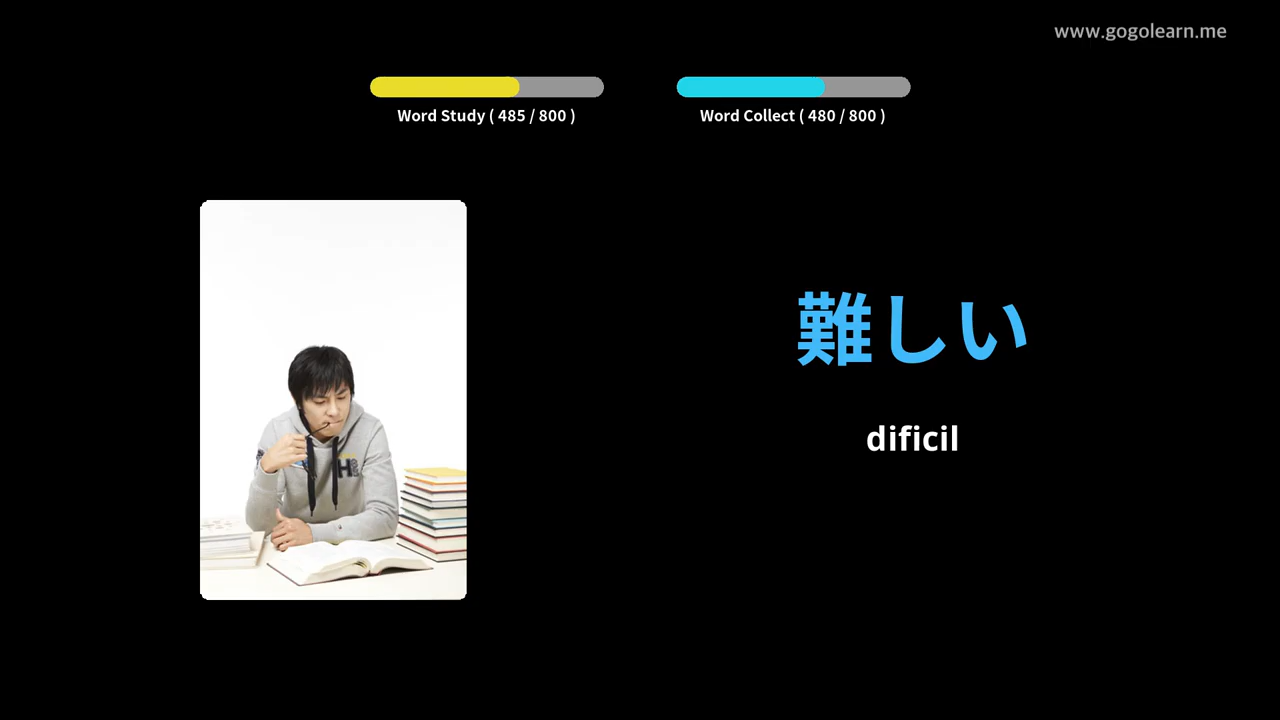 www.gogolearn.me
Word Study ( 485 / 800 )
Word Collect ( 480 / 800 )
難しい
dificil
H